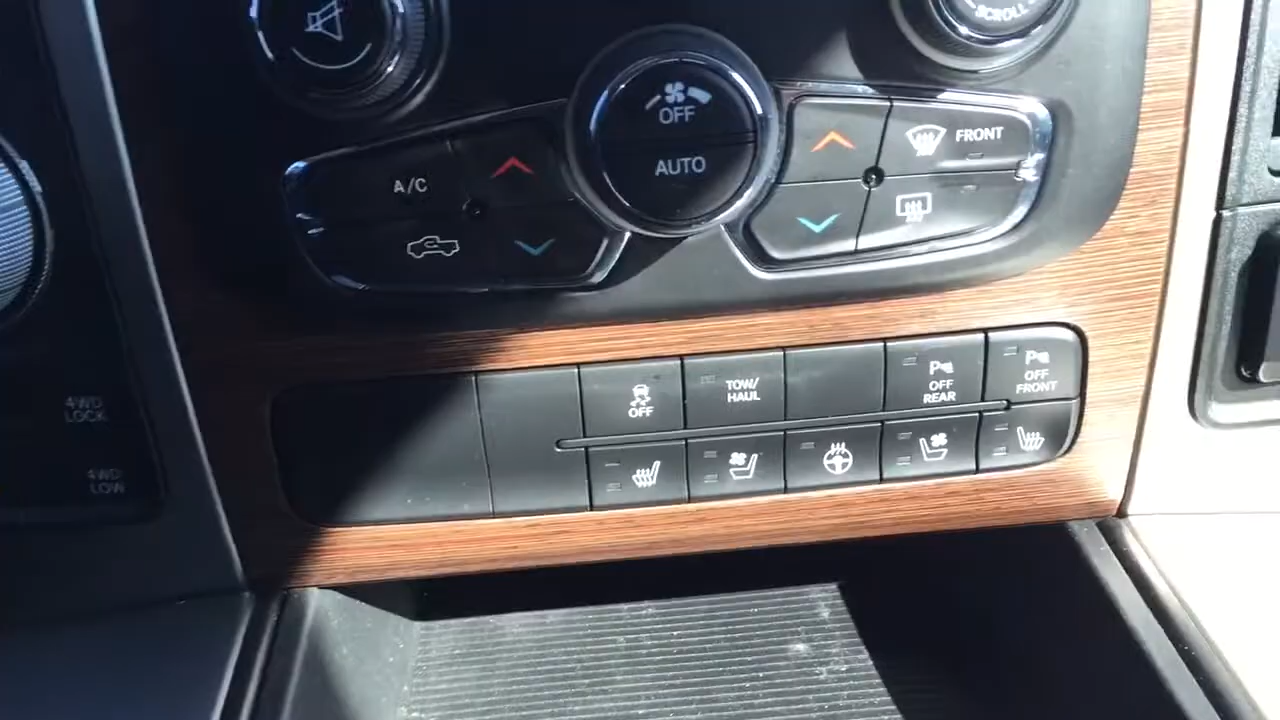 SCROLL
OFF
AUTO
A/C
FRONT
4WD
LOCK
4WD
LOW
OFF
TOW/
HAUL
P
OFF
REAR
P
OFF
FRONT